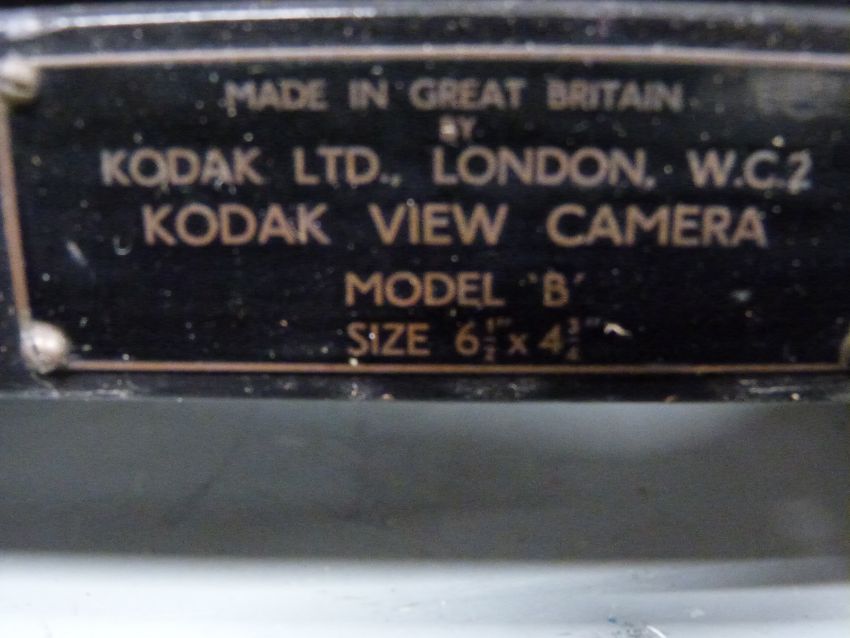 MADE IN GREAT BRITAIN
BY
KODAK LTD., LONDON, W.C.2
KODAK VIEW CAMERA
MODEL 'B'
SIZE 6½" x 4¾"